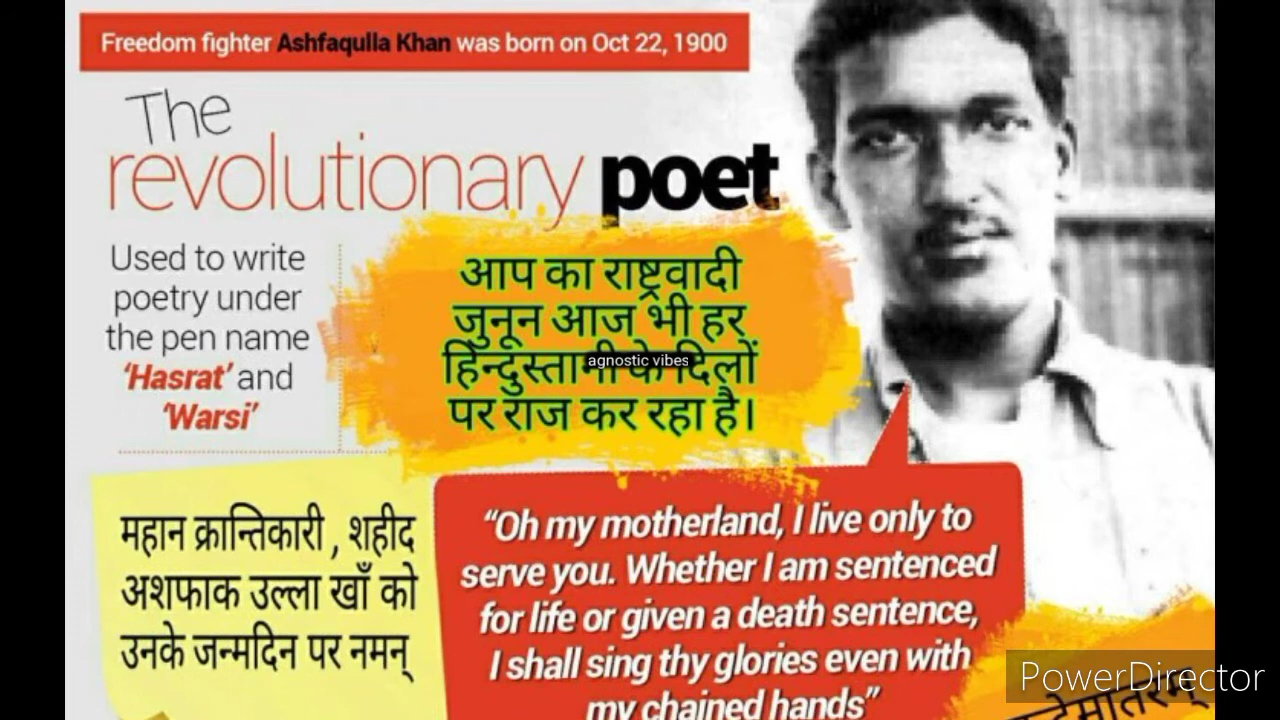 Freedom fighter Ashfaqulla Khan was born on Oct 22, 1900
The
revolutionary poet
Used to write
poetry under
the pen name
‘Hasrat’ and
‘Warsi’
आप का राष्ट्रवादी
जुनून आज भी हर
हिन्दुस्तानी के दिलों
पर राज कर रहा है।
agnostic vibes
महान क्रान्तिकारी , शहीद
अशफाक उल्ला खाँ को
उनके जन्मदिन पर नमन्
“Oh my motherland, I live only to
serve you. Whether I am sentenced
for life or given a death sentence,
I shall sing thy glories even with
my chained hands”
PowerDirector